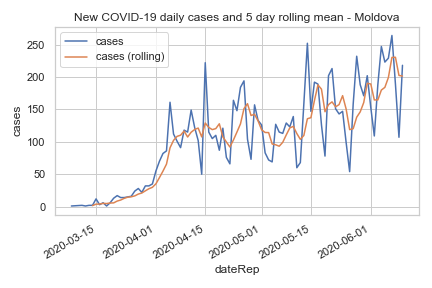 New COVID-19 daily cases and 5 day rolling mean - Moldova
cases
cases (rolling)
250
200
150
100
50
0
cases
2020-03-15
2020-04-01
2020-04-15
2020-05-01
2020-05-15
2020-06-01
dateRep